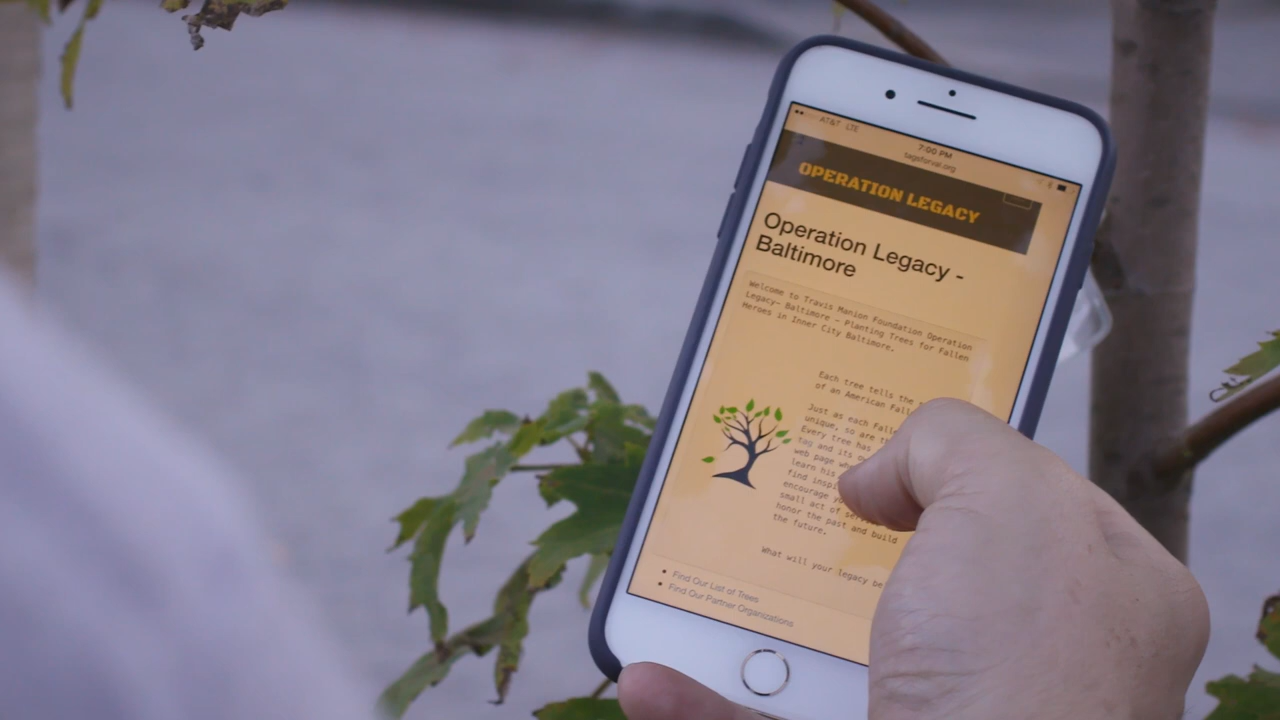 AT&T LTE
7:00 PM
tagsforval.org
OPERATION LEGACY
Operation Legacy -
Baltimore
Welcome to Travis Manion Foundation Operation
Legacy- Baltimore - Planting Trees for Fallen
Heroes in Inner City Baltimore.
Each tree tells the
of an American Fall
Just as each Falle
unique, so are th
Every tree has
tag and its
web page
learn his
find inspi
encourage
small act of
honor the past and build
the future.
What will your legacy be
Find Our List of Trees
Find Our Partner Organizations